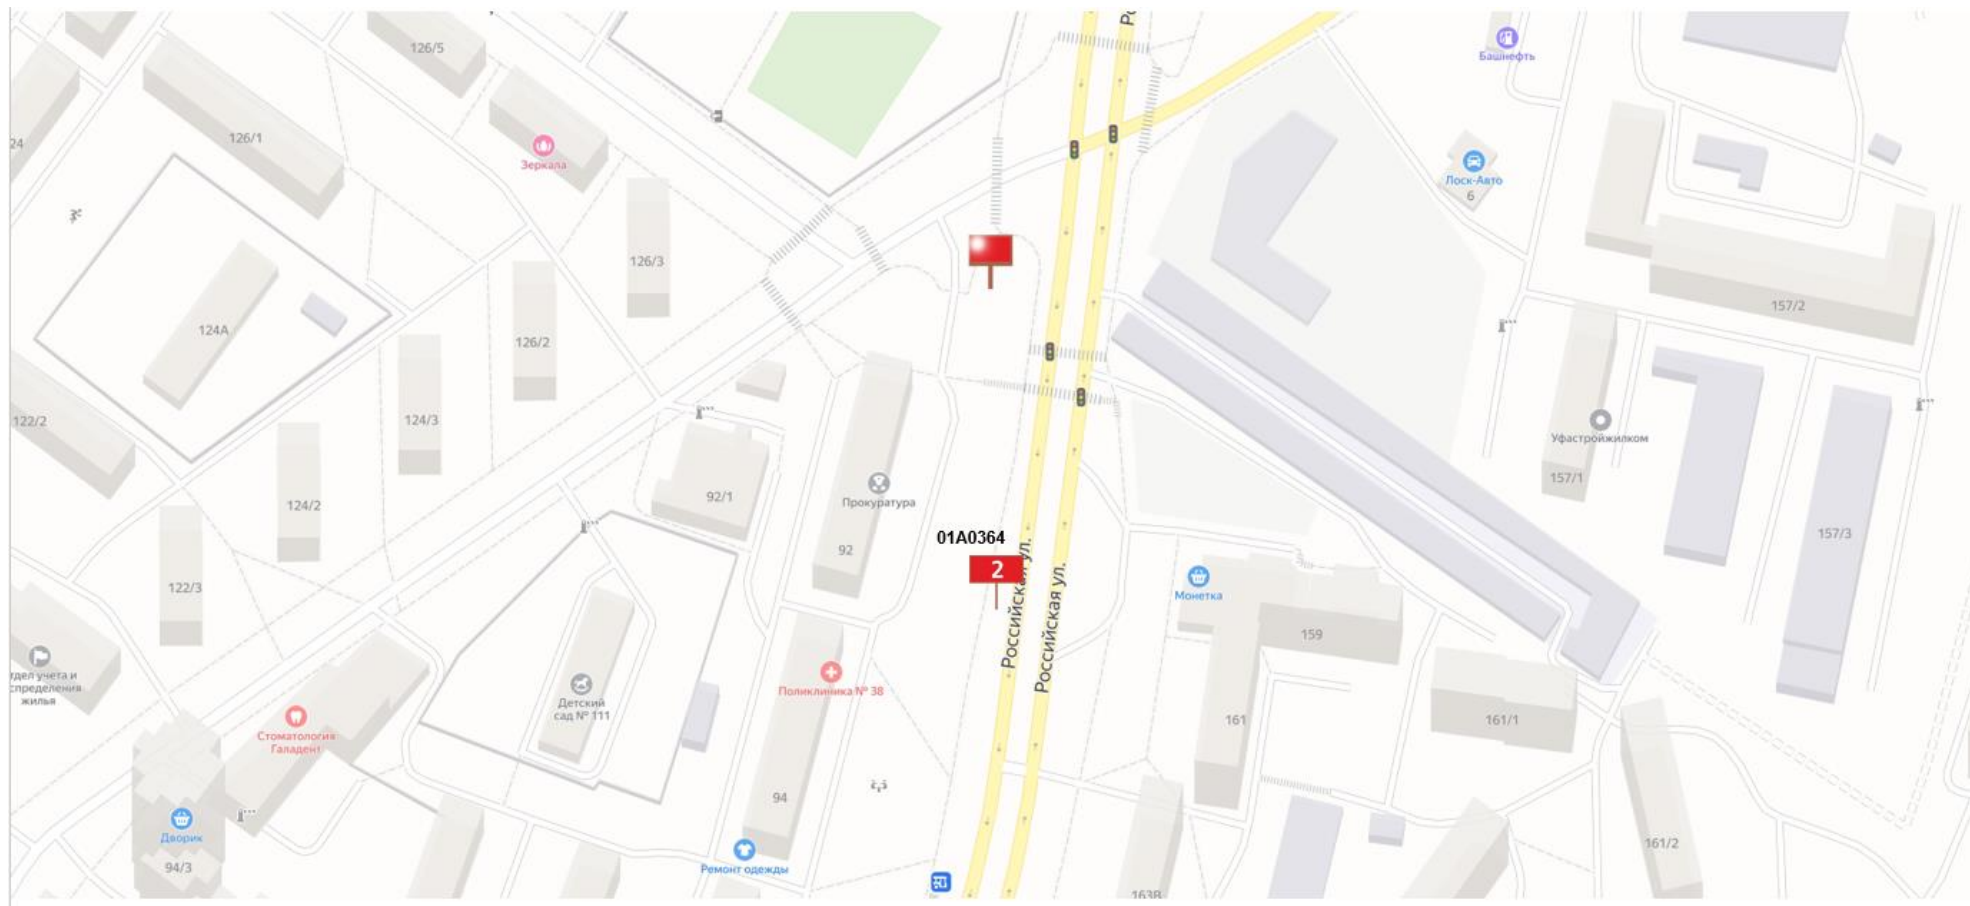 126/5
Ро
Башнефть
24
126/1
Зеркала
Лоск-Авто
6
126/3
124А
126/2
157/2
122/2
124/3
Уфастройжилком
124/2
92/1
Прокуратура
157/1
01А0364
92
2
157/3
122/3
Российская ул.
Российская ул.
Монетка
159
тдел учета и
спределения
жилья
Поликлиника № 38
Детский
сад № 111
Стоматология
Галадент
161
161/1
94
Дворик
94/3
Ремонт одежды
161/2
163В